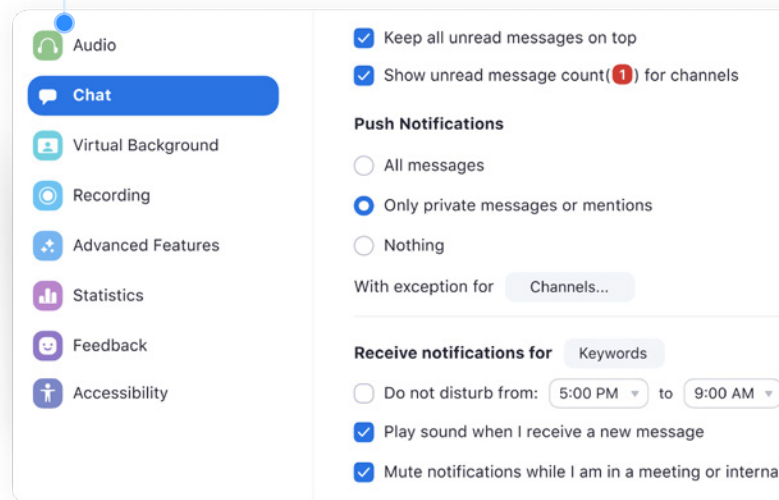 Audio
Chat
Virtual Background
Recording
Advanced Features
Statistics
Feedback
Accessibility
Keep all unread messages on top
Show unread message count(1) for channels
Push Notifications
All messages
Only private messages or mentions
Nothing
With exception for Channels...
Receive notifications for Keywords
Do not disturb from: 5:00 PM to 9:00 AM
Play sound when I receive a new message
Mute notifications while I am in a meeting or